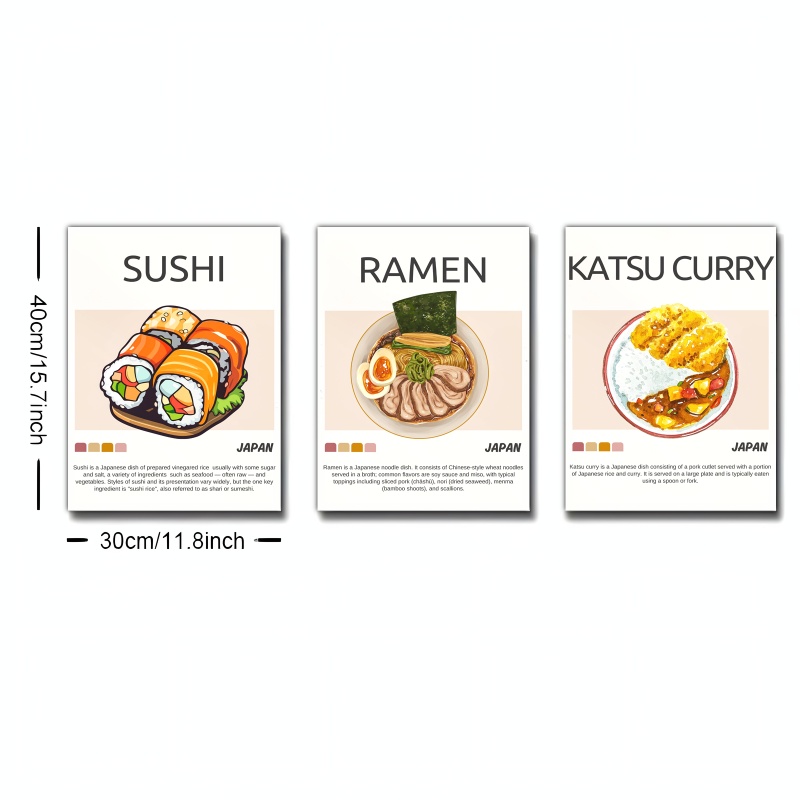 SUSHI
JAPAN
Sushi is a Japanese dish of prepared vinegared rice usually with some sugar
and salt, a variety of ingredients such as seafood — often raw — and
vegetables. Styles of sushi and its presentation vary widely, but the one key
ingredient is "sushi rice", also referred to as shari or sumeshi.
RAMEN
JAPAN
Ramen is a Japanese noodle dish. It consists of Chinese-style wheat noodles
served in a broth; common flavors are soy sauce and miso, with typical
toppings including sliced pork (chāshū), nori (dried seaweed), menma
(bamboo shoots), and scallions.
KATSU CURRY
JAPAN
Katsu curry is a Japanese dish consisting of a pork cutlet served with a portion
of Japanese rice and curry. It is served on a large plate and is typically eaten
using a spoon or fork.
40cm/15.7inch
30cm/11.8inch